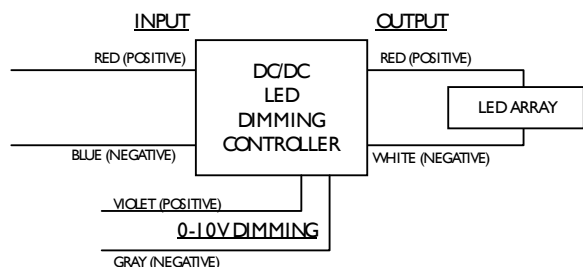 INPUT
OUTPUT
RED (POSITIVE)
DC/DC
LED
DIMMING
CONTROLLER
RED (POSITIVE)
LED ARRAY
BLUE (NEGATIVE)
WHITE (NEGATIVE)
VIOLET (POSITIVE)
0-10V DIMMING
GRAY (NEGATIVE)